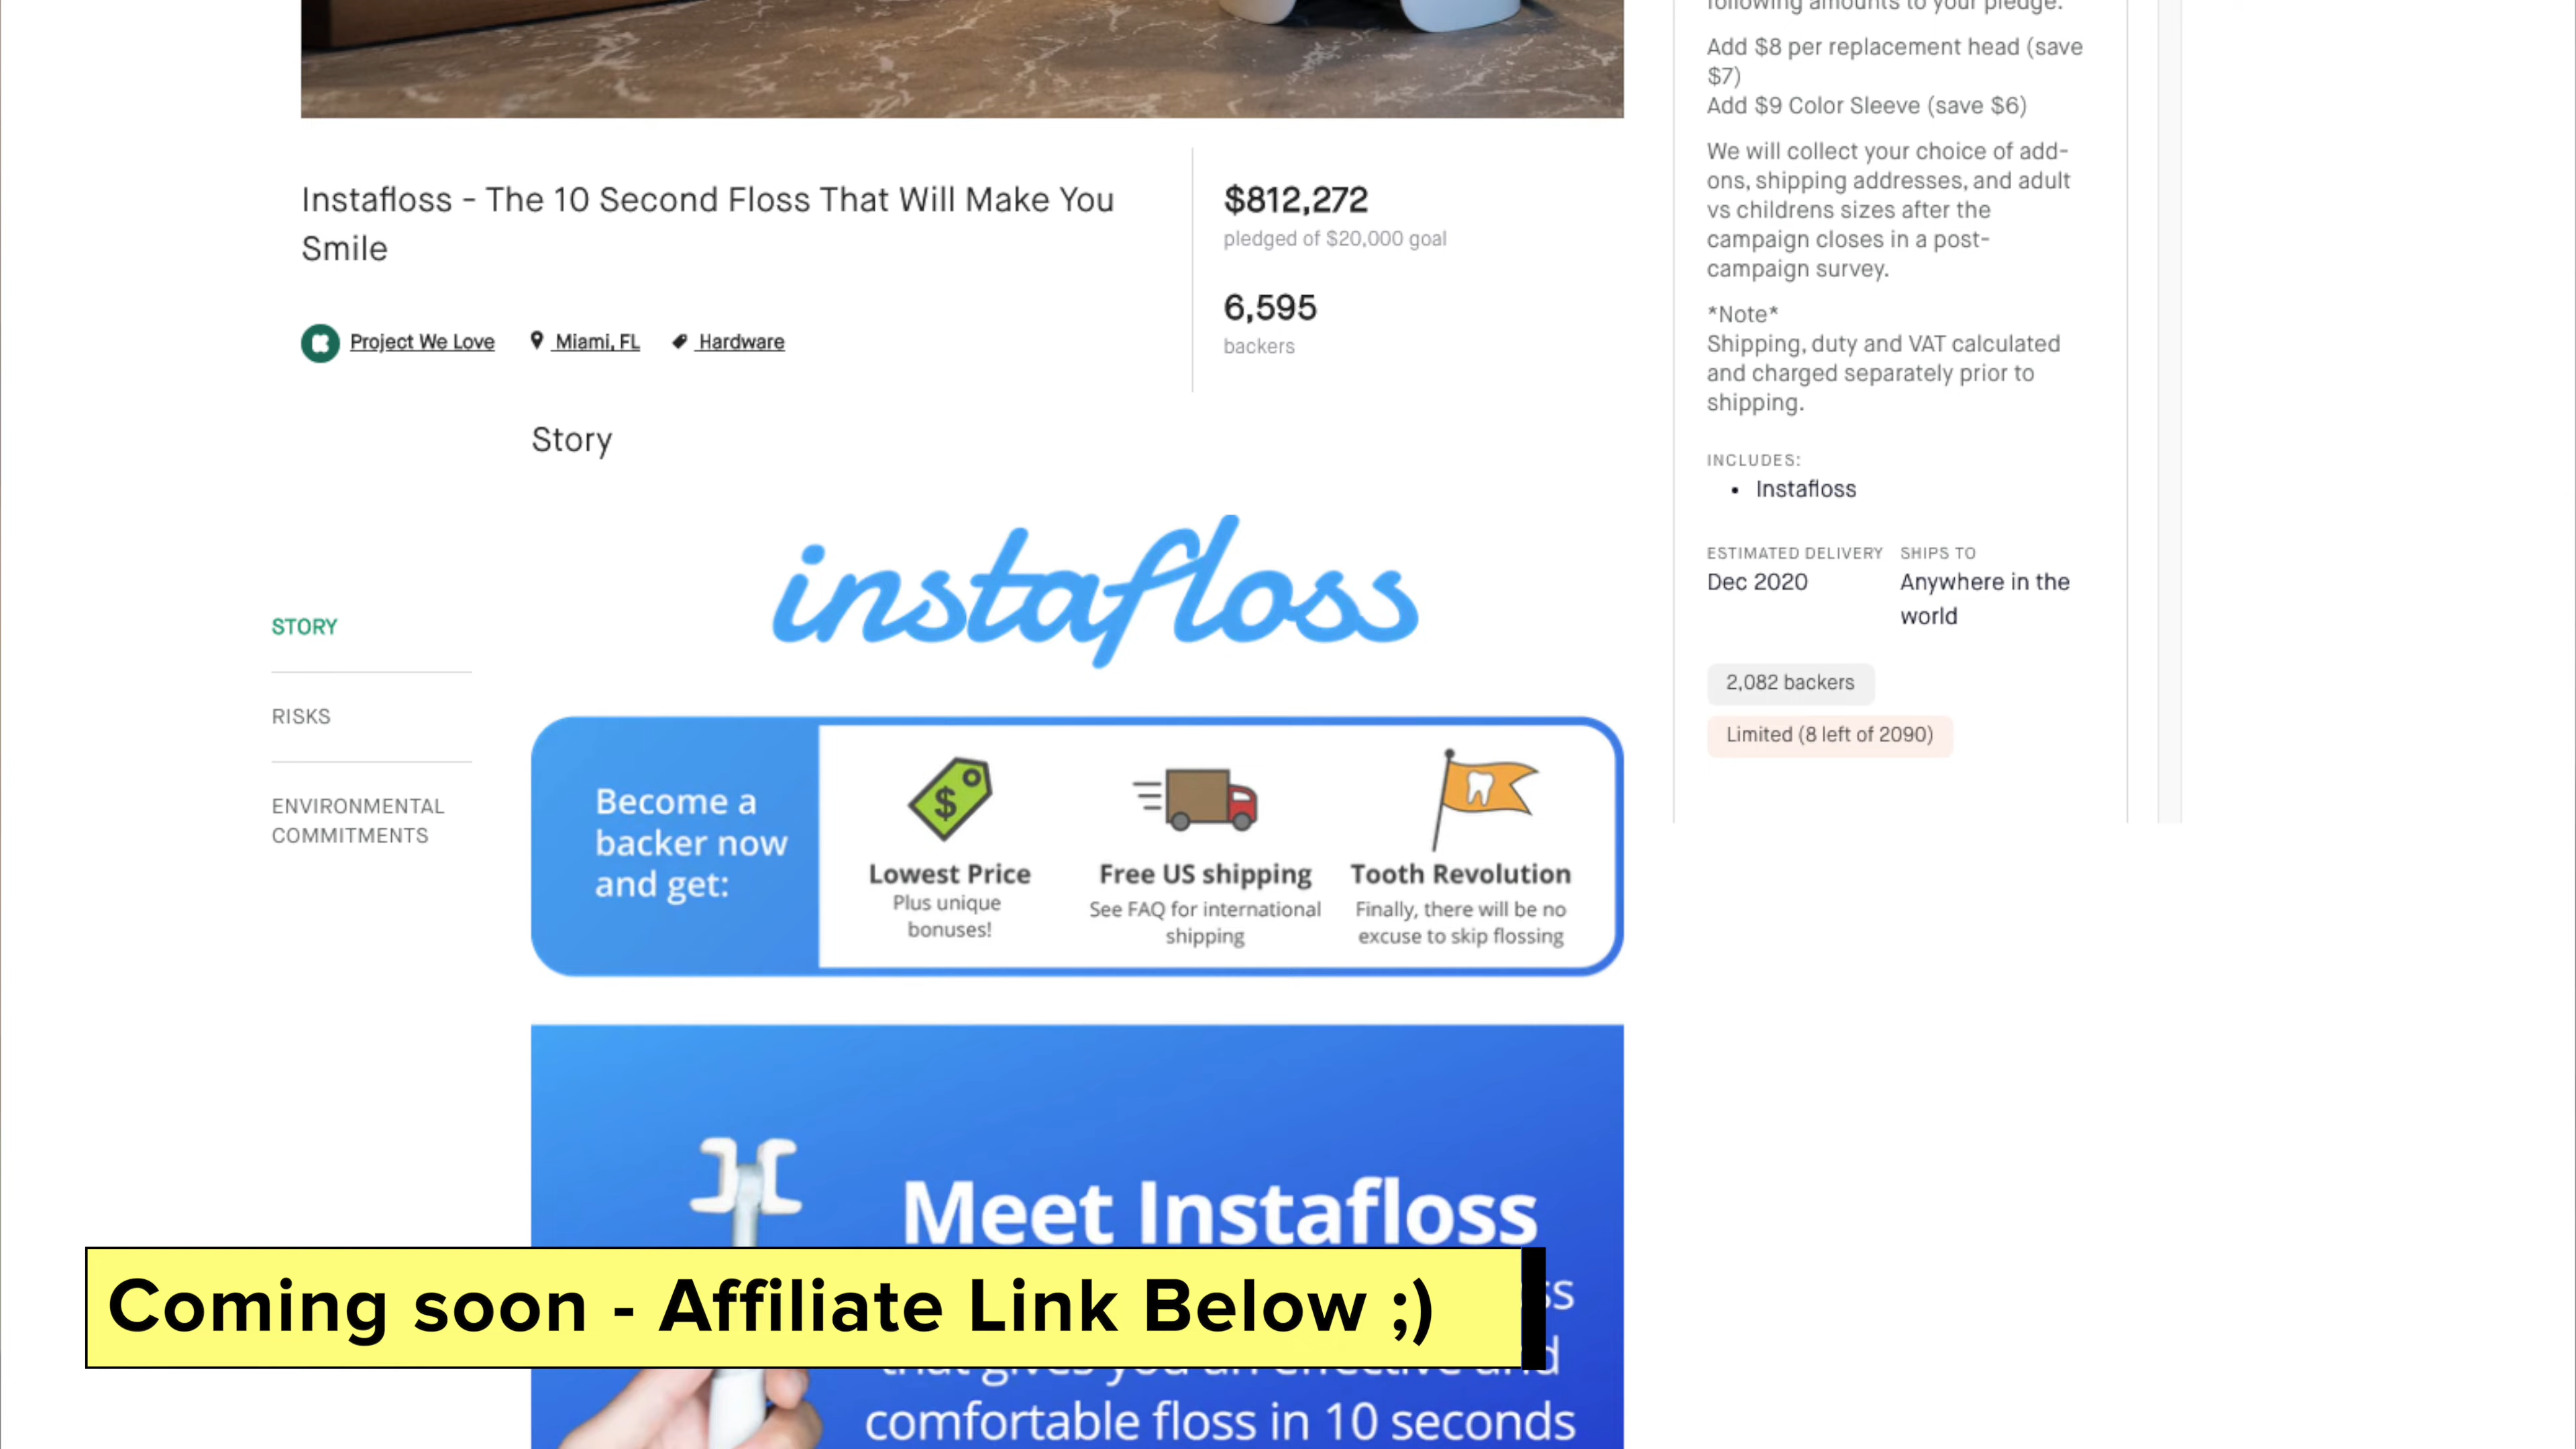 Instafloss - The 10 Second Floss That Will Make You
Smile
Project We Love
Miami, FL
Hardware
$812,272
pledged of $20,000 goal
6,595
backers
Story
instafloss
STORY
RISKS
ENVIRONMENTAL
COMMITMENTS
Become a
backer now
and get:
Lowest Price
Plus unique
bonuses!
Free US shipping
See FAQ for international
shipping
Tooth Revolution
Finally, there will be no
excuse to skip flossing
Meet Instafloss
Coming soon - Affiliate Link Below ;)
that gives you an effective and
comfortable floss in 10 seconds
following amounts to your pledge.
Add $8 per replacement head (save
$7)
Add $9 Color Sleeve (save $6)
We will collect your choice of add-
ons, shipping addresses, and adult
vs childrens sizes after the
campaign closes in a post-
campaign survey.
*Note*
Shipping, duty and VAT calculated
and charged separately prior to
shipping.
INCLUDES:
• Instafloss
ESTIMATED DELIVERY
Dec 2020
SHIPS TO
Anywhere in the
world
2,082 backers
Limited (8 left of 2090)